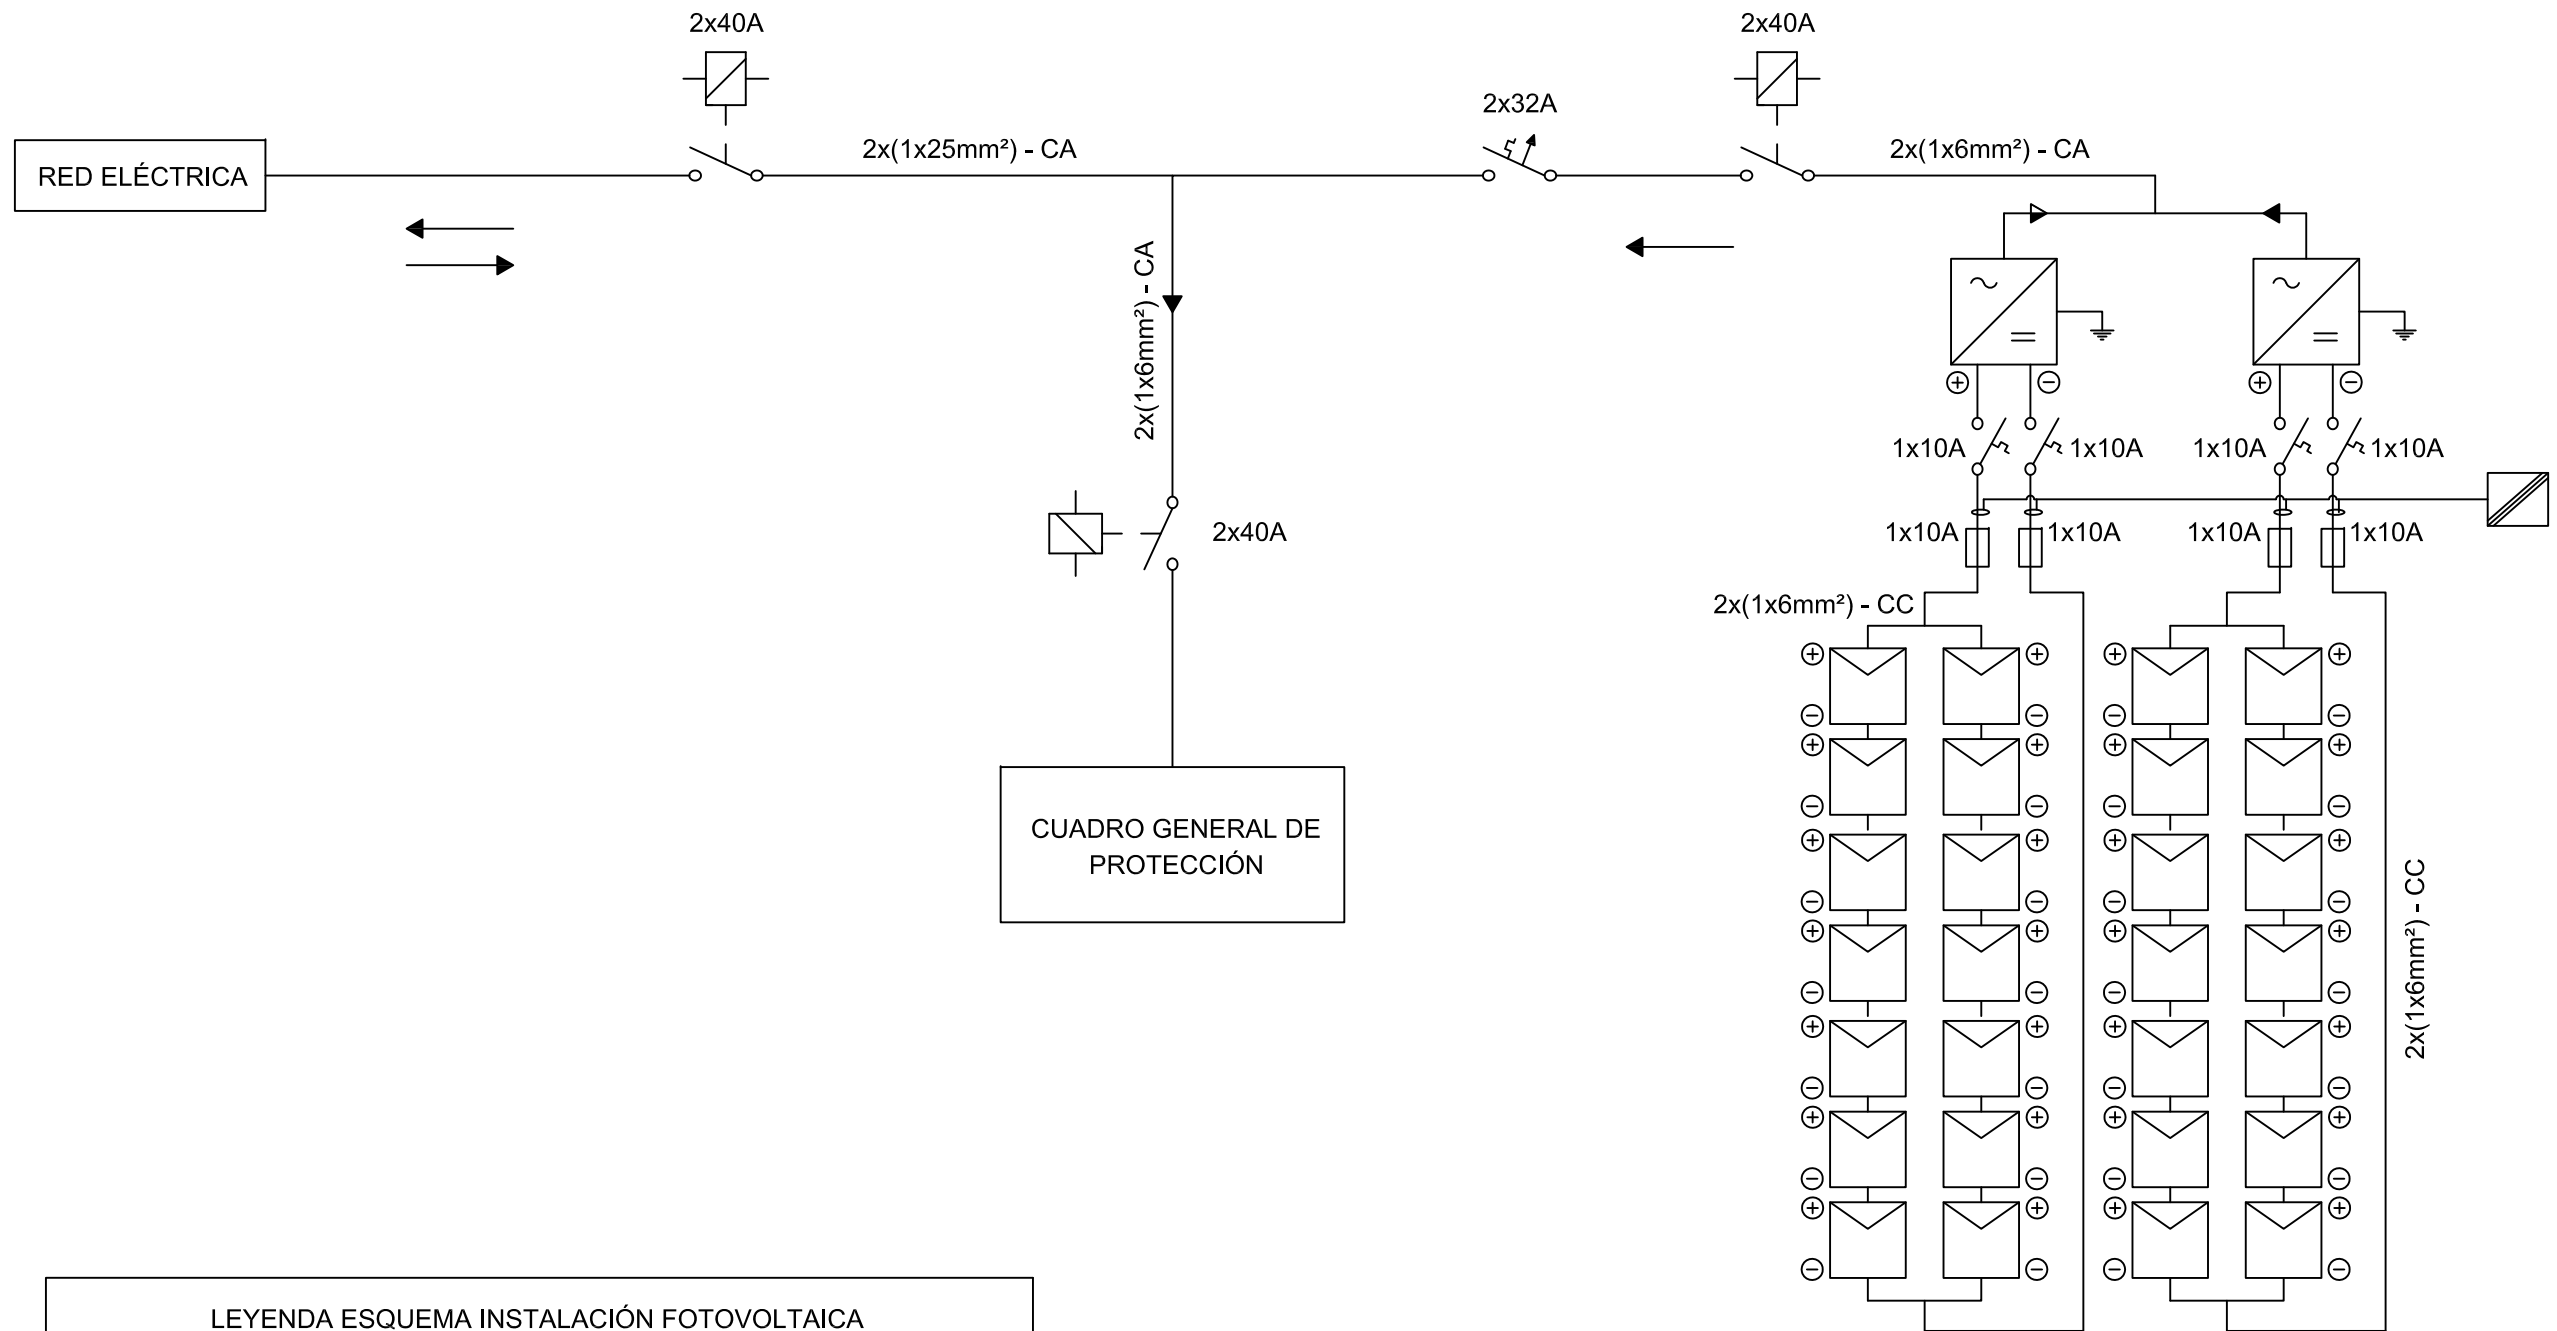 2x40A
2x40A
2x32A
2x(1x25mm²) - CA
2x(1x6mm²) - CA
RED ELÉCTRICA
2x(1x6mm²) - CA
1x10A
1x10A
1x10A
1x10A
2x40A
1x10A
1x10A
1x10A
1x10A
2x(1x6mm²) - CC
CUADRO GENERAL DE
PROTECCIÓN
2x(1x6mm²) - CC
LEYENDA ESQUEMA INSTALACIÓN FOTOVOLTAICA